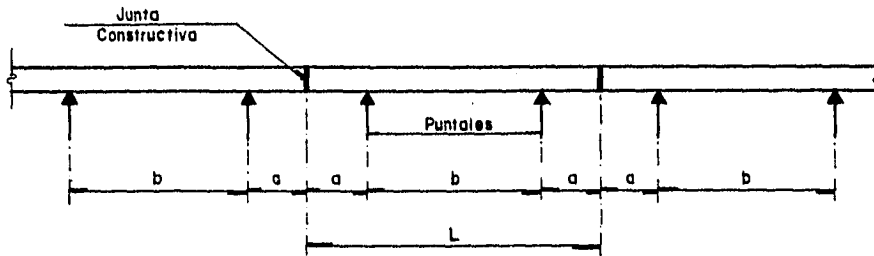 Junta
Constructiva
Puntales
b a a b a a b
L